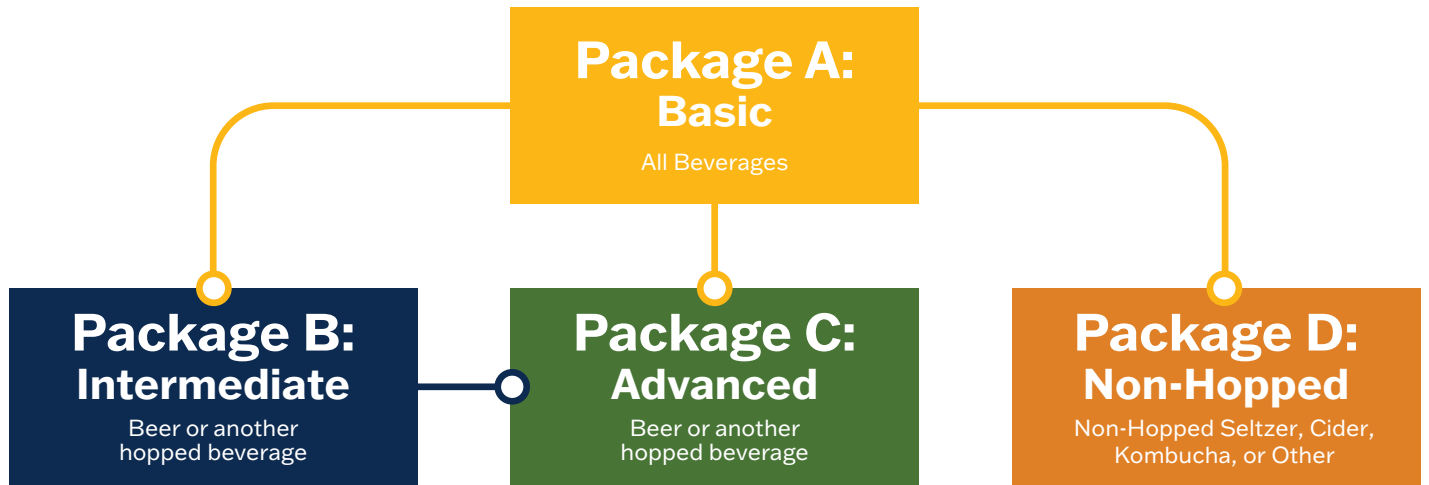 Package A:
Basic
All Beverages
Package B:
Intermediate
Beer or another
hopped beverage
Package C:
Advanced
Beer or another
hopped beverage
Package D:
Non-Hopped
Non-Hopped Seltzer, Cider,
Kombucha, or Other